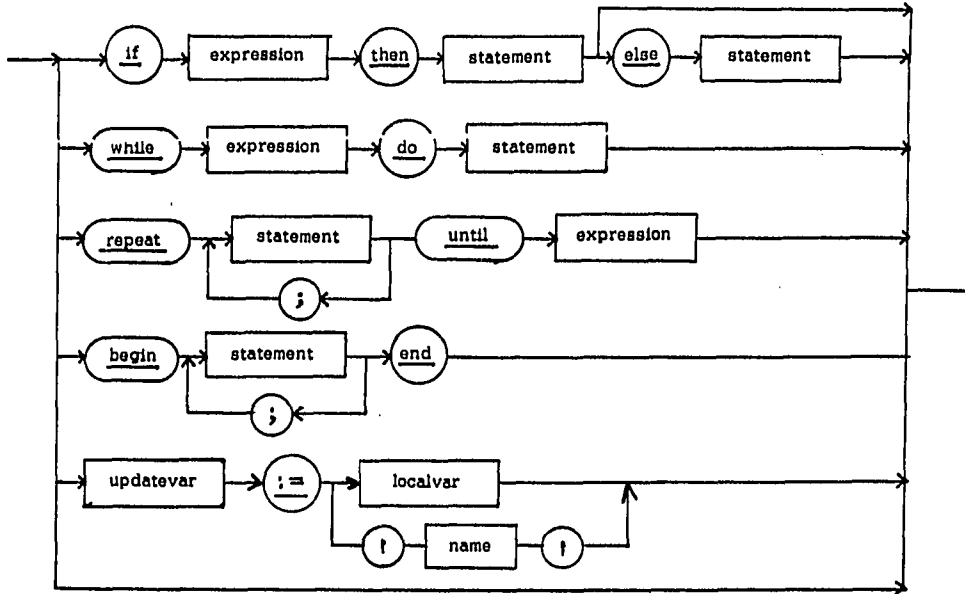 if expression then statement else statement
while expression do statement
repeat statement until expression
;
begin statement end
;
updatevar := localvar
' name '